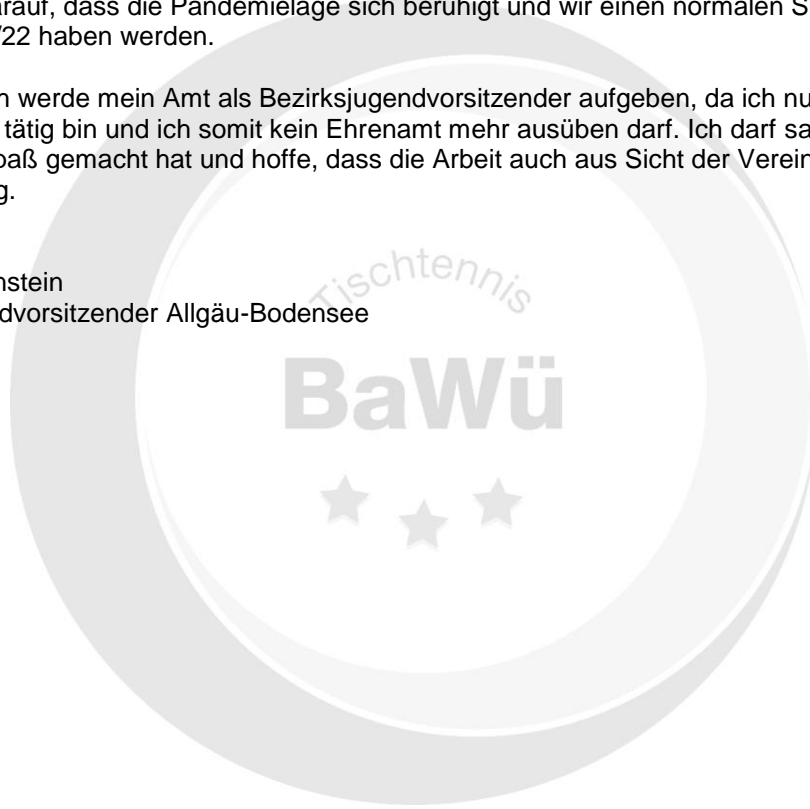 arauf, dass die Pandemielage sich beruhigt und wir einen normalen S
/22 haben werden.
n werde mein Amt als Bezirksjugendvorsitzender aufgeben, da ich nu
tätig bin und ich somit kein Ehrenamt mehr ausüben darf. Ich darf sa
paß gemacht hat und hoffe, dass die Arbeit auch aus Sicht der Verein
g.
nstein
dvorsitzender Allgäu-Bodensee
Tischtennis
BaWü